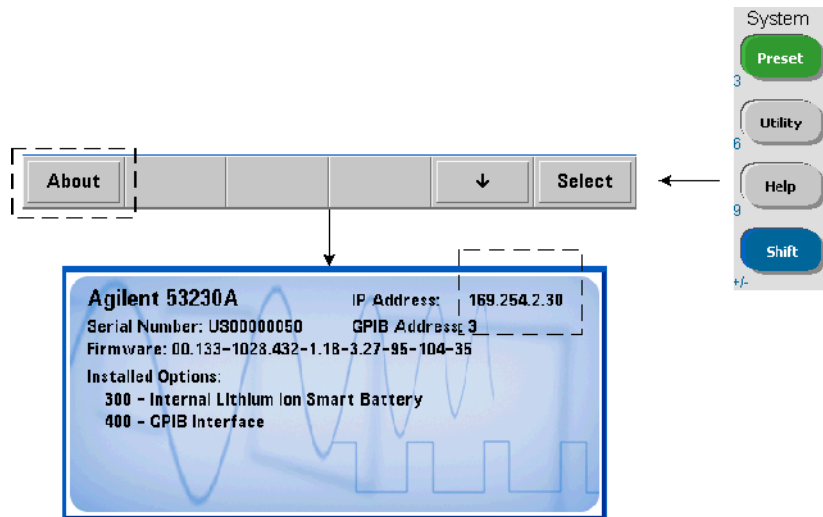 System
Preset
3
Utility
6
Help
9
Shift
+/-
About
↓
Select
Agilent 53230A
IP Address: 169.254.2.30
Serial Number: US00000050
GPIB Address: 3
Firmware: 00.133-1028.432-1.18-3.27-95-104-35
Installed Options:
300 - Internal Lithium Ion Smart Battery
400 - GPIB Interface